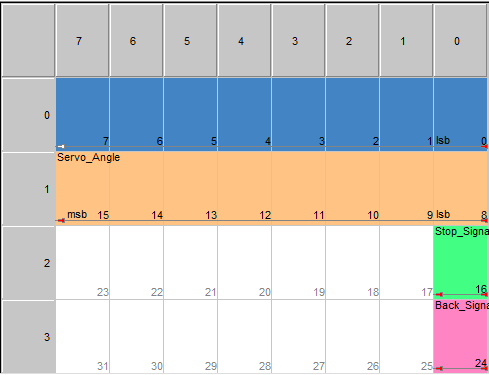 7 6 5 4 3 2 1 0
0
7 6 5 4 3 2 1 lsb 0
Servo_Angle
1
msb 15 14 13 12 11 10 9 lsb 8
Stop_Signa
2
23 22 21 20 19 18 17 16
Back_Signa
3
31 30 29 28 27 26 25 24